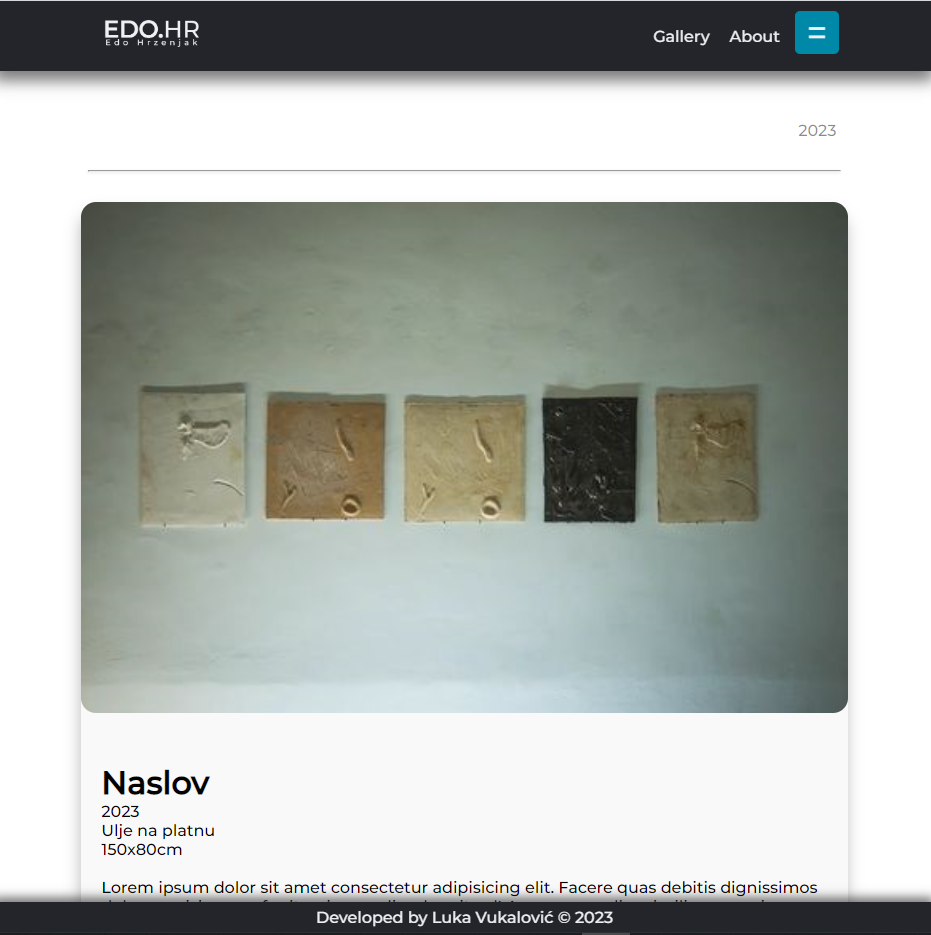 EDO.HR
Edo Hrzenjak
Gallery About
2023
Naslov
2023
Ulje na platnu
150x80cm
Lorem ipsum dolor sit amet consectetur adipisicing elit. Facere quas debitis dignissimos
Developed by Luka Vukalović © 2023